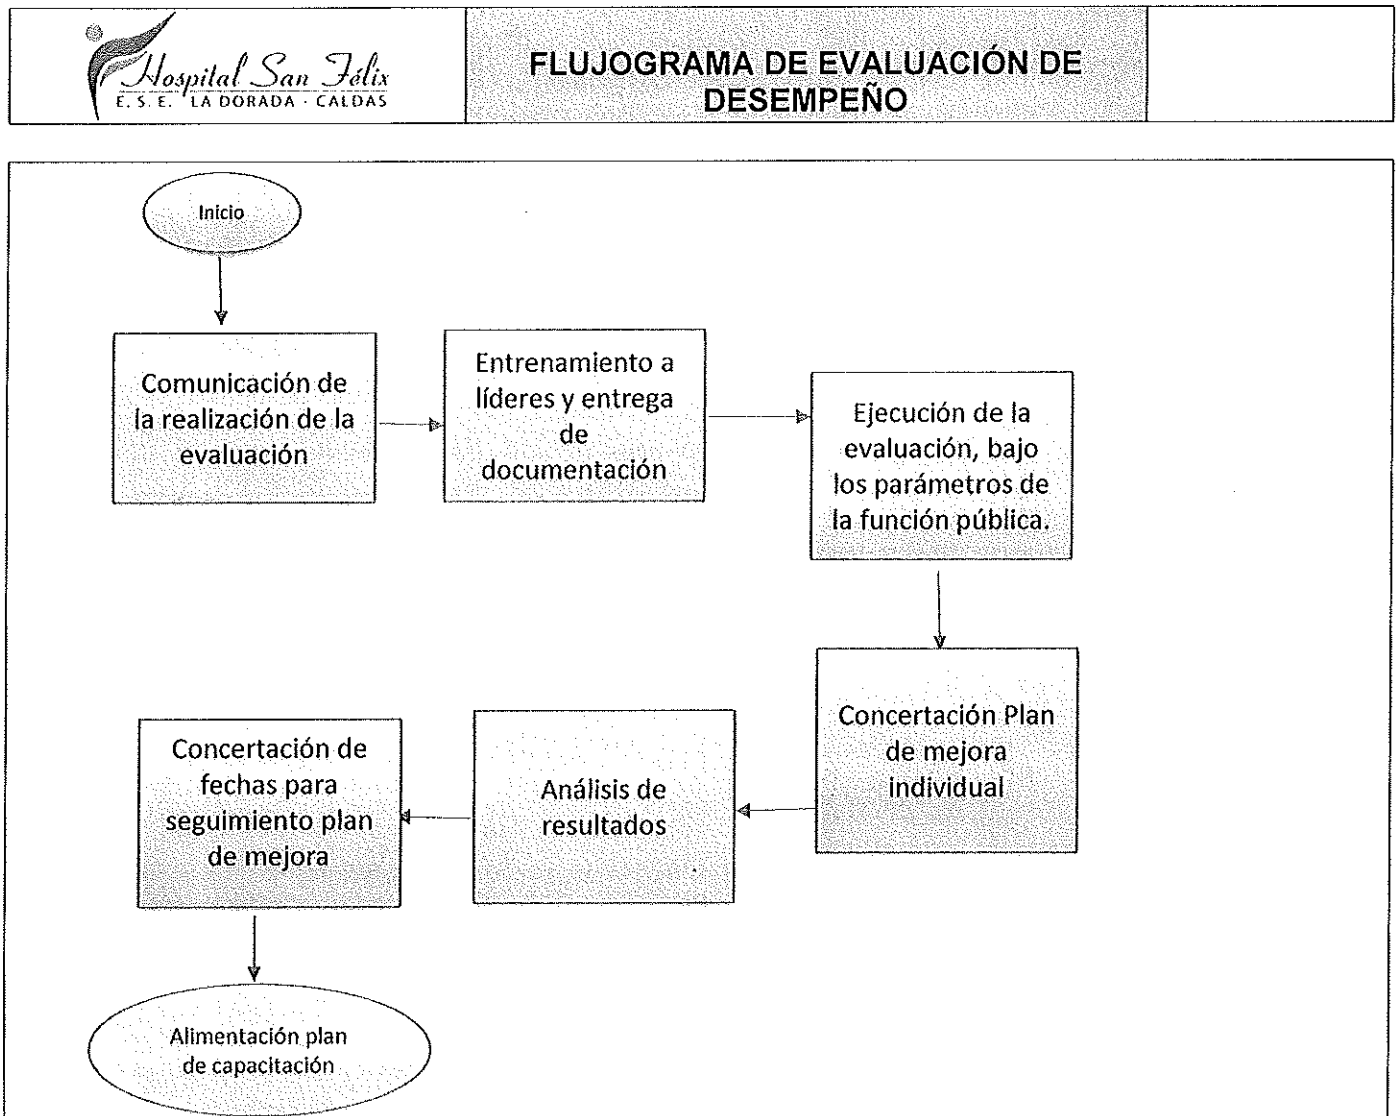 Hospital San Félix
E. S. E. LA DORADA - CALDAS
FLUJOGRAMA DE EVALUACIÓN DE
DESEMPEÑO
Inicio
Comunicación de
la realización de la
evaluación
Entrenamiento a
líderes y entrega
de
documentación
Ejecución de la
evaluación, bajo
los parámetros de
la función pública.
Concertación Plan
de mejora
individual
Análisis de
resultados
Concertación de
fechas para
seguimiento plan
de mejora
Alimentación plan
de capacitación